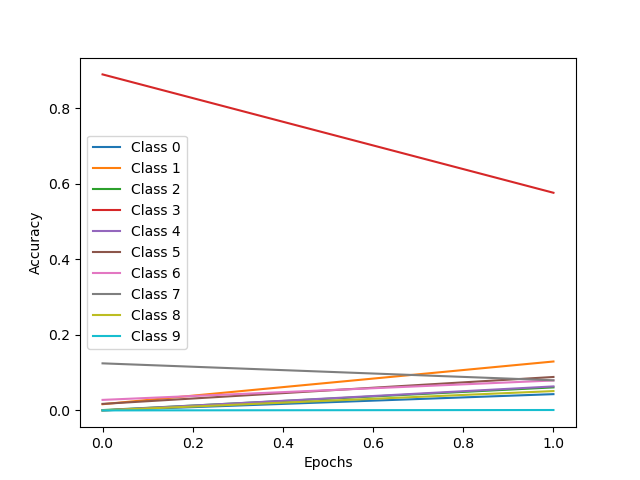 0.8
0.6
0.4
0.2
0.0
Accuracy
Class 0
Class 1
Class 2
Class 3
Class 4
Class 5
Class 6
Class 7
Class 8
Class 9
0.0 0.2 0.4 0.6 0.8 1.0
Epochs